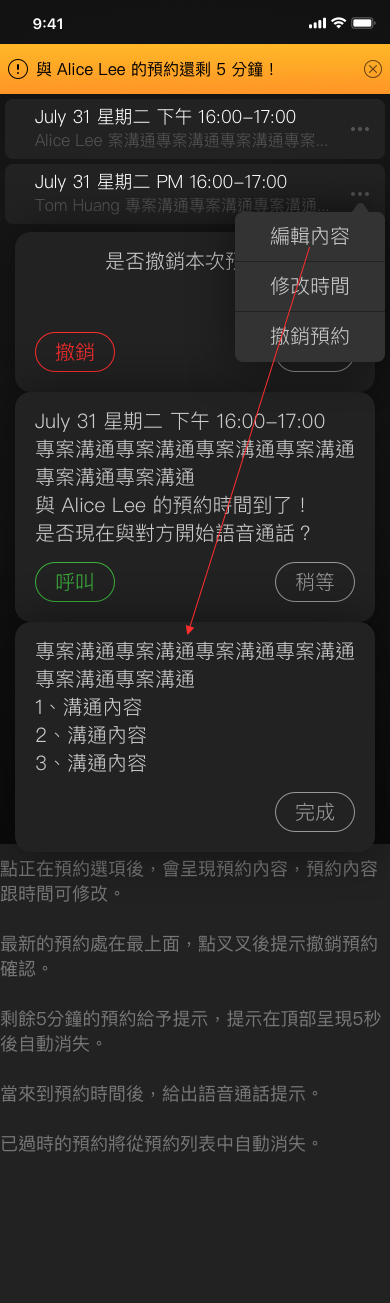 9:41
與 Alice Lee 的預約還剩 5 分鐘！
July 31 星期二 下午 16:00-17:00
Alice Lee 案溝通專案溝通專案溝通專案...
July 31 星期二 PM 16:00-17:00
Tom Huang 專案溝通專案溝通專案溝通...
編輯內容
是否撤銷本次
修改時間
撤銷預約
撤銷
July 31 星期二 下午 16:00-17:00
專案溝通專案溝通專案溝通專案溝通
專案溝通專案溝通
與 Alice Lee 的預約時間到了！
是否現在與對方開始語音通話？
呼叫
稍等
專案溝通專案溝通專案溝通專案溝通
專案溝通專案溝通
1、溝通內容
2、溝通內容
3、溝通內容
完成
點正在預約選項後，會呈現預約內容，預約內容
跟時間可修改。
最新的預約處在最上面，點叉叉後提示撤銷預約
確認。
剩餘5分鐘的預約給予提示，提示在頂部呈現5秒
後自動消失。
當來到預約時間後，給出語音通話提示。
已過時的預約將從預約列表中自動消失。